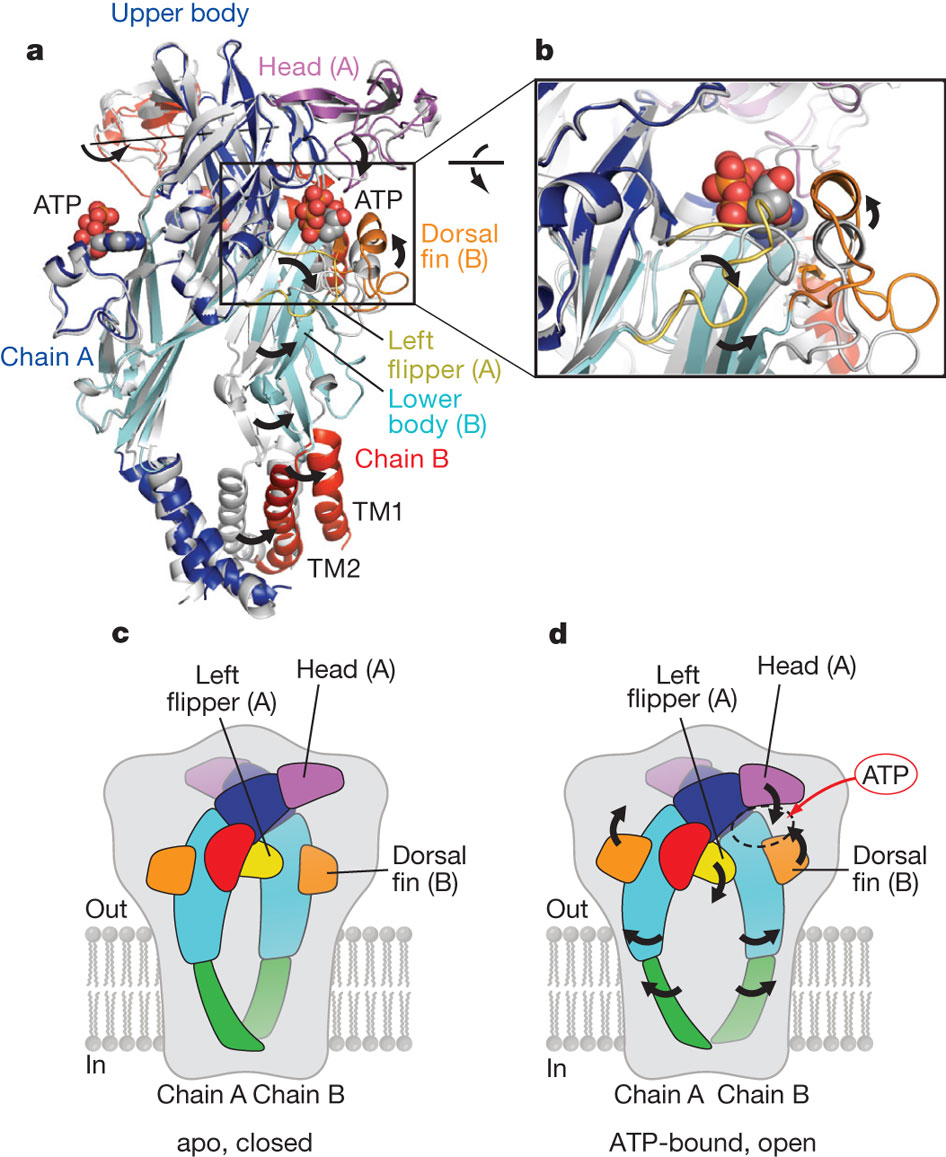 Upper body
a
Head (A)
b
ATP
ATP
Dorsal
fin (B)
Chain A
Left
flipper (A)
Lower
body (B)
Chain B
TM1
TM2
c
Left
flipper (A)
Head (A)
Dorsal
fin (B)
Out
In
Chain A Chain B
apo, closed
d
Left
flipper (A)
Head (A)
ATP
Dorsal
fin (B)
Out
In
Chain A Chain B
ATP-bound, open